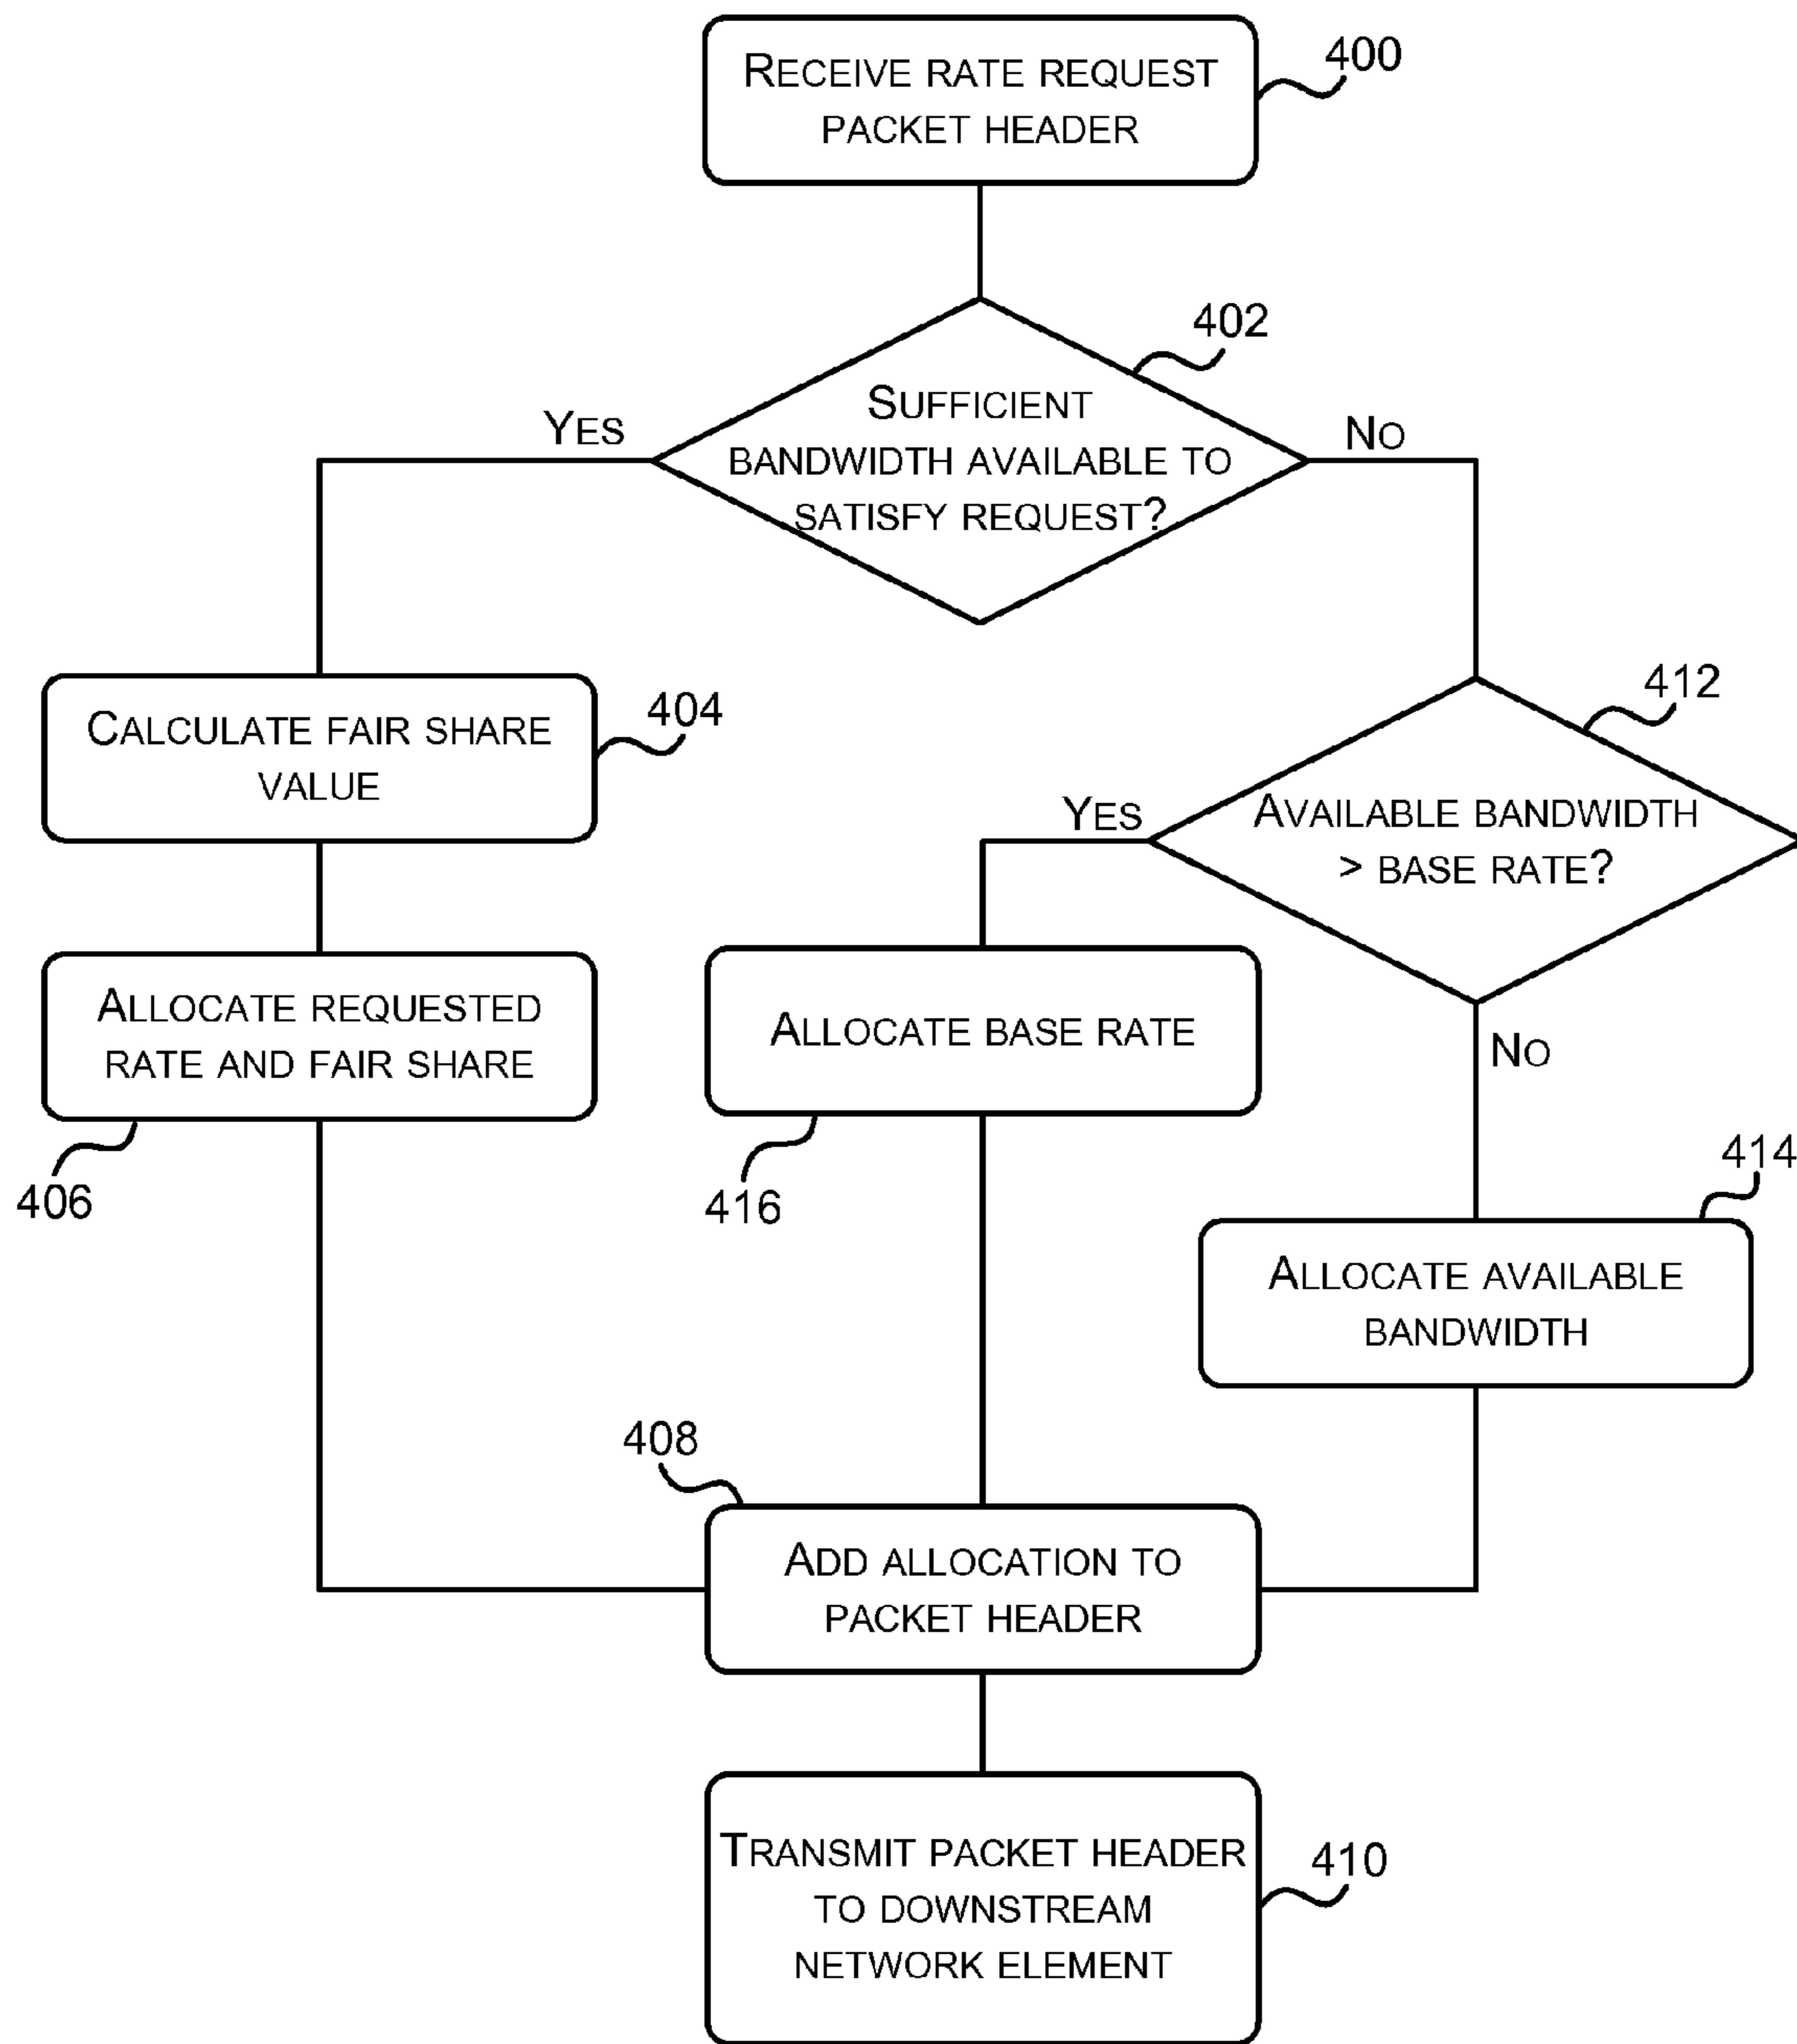 RECEIVE RATE REQUEST
PACKET HEADER
400
402
SUFFICIENT
BANDWIDTH AVAILABLE TO
SATISFY REQUEST?
YES
NO
CALCULATE FAIR SHARE
VALUE
404
412
AVAILABLE BANDWIDTH
> BASE RATE?
YES
NO
ALLOCATE REQUESTED
RATE AND FAIR SHARE
406
ALLOCATE BASE RATE
416
414
ALLOCATE AVAILABLE
BANDWIDTH
408
ADD ALLOCATION TO
PACKET HEADER
TRANSMIT PACKET HEADER
TO DOWNSTREAM
NETWORK ELEMENT
410